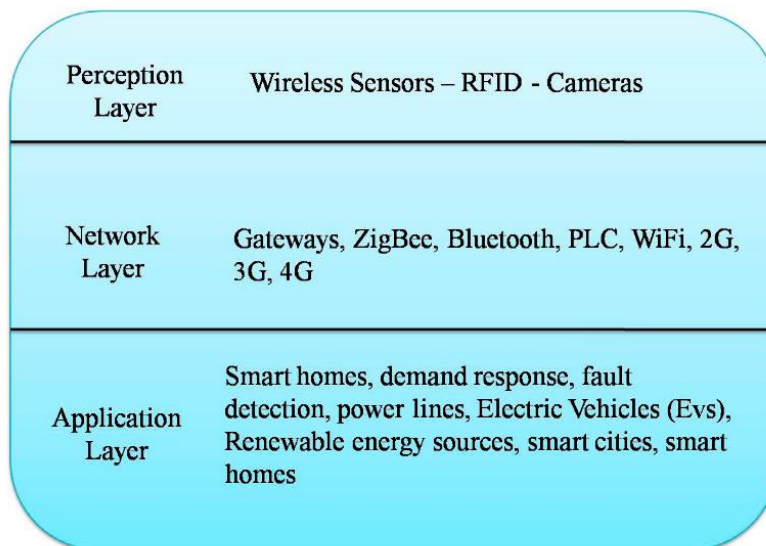 Perception
Layer
Wireless Sensors – RFID - Cameras
Network
Layer
Gateways, ZigBee, Bluetooth, PLC, WiFi, 2G,
3G, 4G
Application
Layer
Smart homes, demand response, fault
detection, power lines, Electric Vehicles (Evs),
Renewable energy sources, smart cities, smart
homes